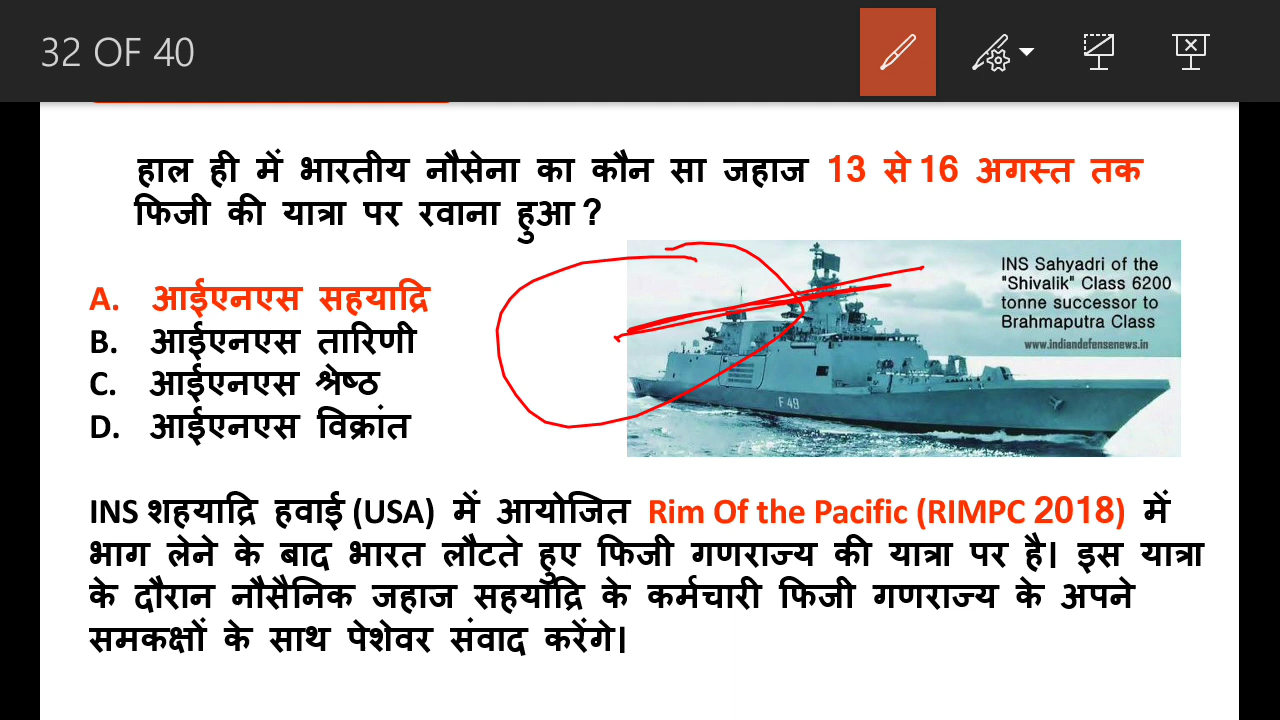 32 OF 40
हाल ही में भारतीय नौसेना का कौन सा जहाज 13 से 16 अगस्त तक
फिजी की यात्रा पर रवाना हुआ ?
A. आईएनएस सहयाद्रि
B. आईएनएस तारिणी
C. आईएनएस श्रेष्ठ
D. आईएनएस विक्रांत
INS Sahyadri of the
"Shivalik" Class 6200
tonne successor to
Brahmaputra Class
www.indiandefensenews.in
F 49
INS शहयाद्रि हवाई (USA) में आयोजित Rim Of the Pacific (RIMPC 2018) में
भाग लेने के बाद भारत लौटते हुए फिजी गणराज्य की यात्रा पर है। इस यात्रा
के दौरान नौसैनिक जहाज सहयाद्रि के कर्मचारी फिजी गणराज्य के अपने
समकक्षों के साथ पेशेवर संवाद करेंगे।